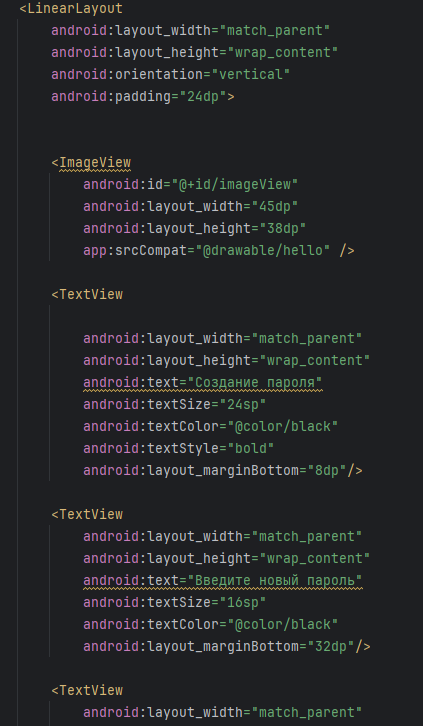 <LinearLayout
android:layout_width="match_parent"
android:layout_height="wrap_content"
android:orientation="vertical"
android:padding="24dp">
<ImageView
android:id="@+id/imageView"
android:layout_width="45dp"
android:layout_height="38dp"
app:srcCompat="@drawable/hello" />
<TextView
android:layout_width="match_parent"
android:layout_height="wrap_content"
android:text="Создание пароля"
android:textSize="24sp"
android:textColor="@color/black"
android:textStyle="bold"
android:layout_marginBottom="8dp"/>
<TextView
android:layout_width="match_parent"
android:layout_height="wrap_content"
android:text="Введите новый пароль"
android:textSize="16sp"
android:textColor="@color/black"
android:layout_marginBottom="32dp"/>
<TextView
android:layout_width="match_parent"